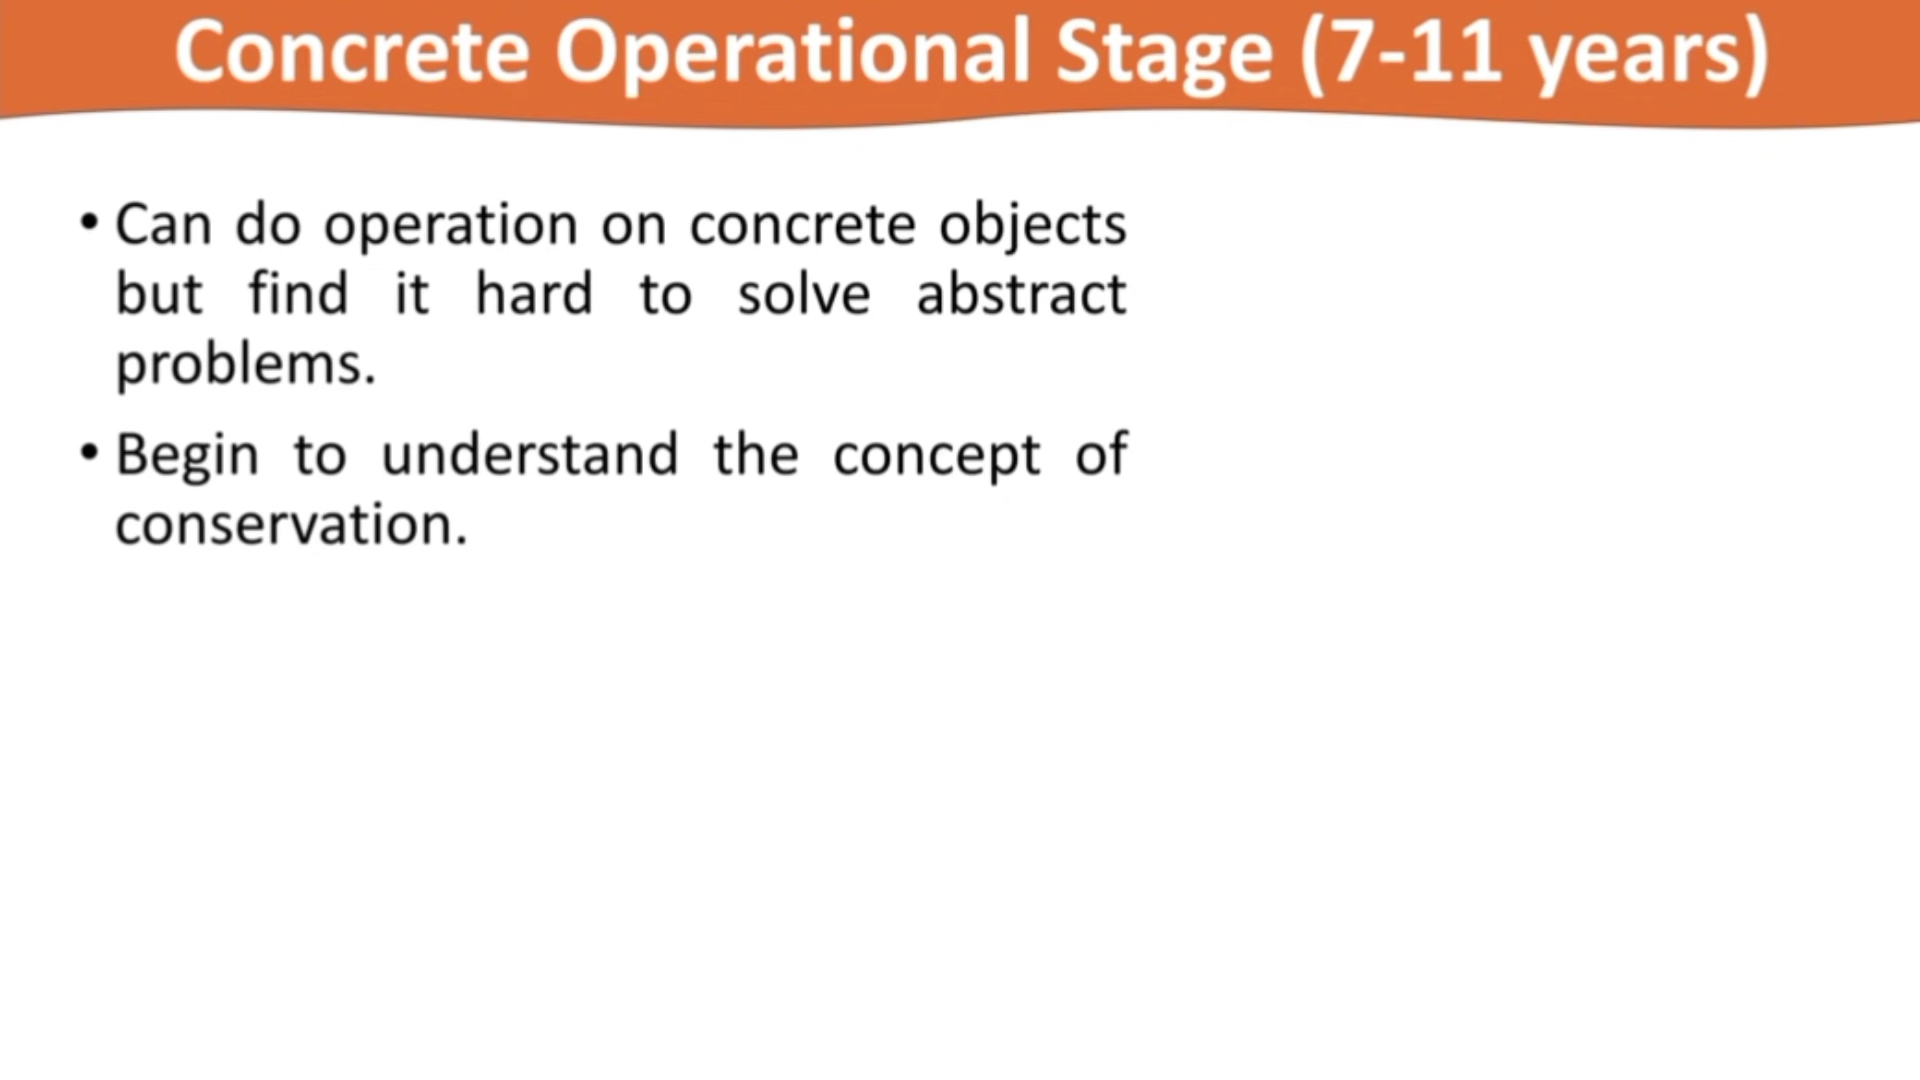 Concrete Operational Stage (7-11 years)
• Can do operation on concrete objects
but find it hard to solve abstract
problems.
• Begin to understand the concept of
conservation.